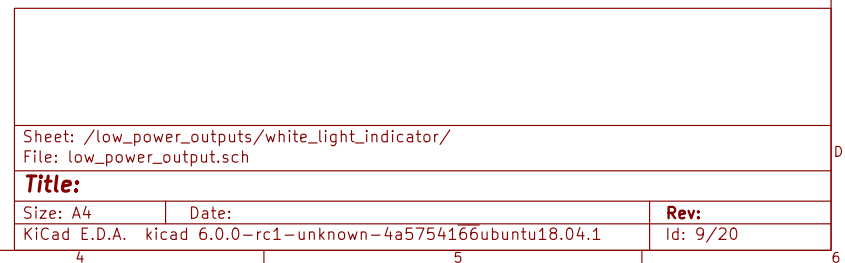 Sheet: /low_power_outputs/white_light_indicator/
File: low_power_output.sch
D
Title:
Size: A4 Date: Rev:
KiCad E.D.A. kicad 6.0.0-rc1-unknown-4a5754166ubuntu18.04.1 Id: 9/20
4 5 6